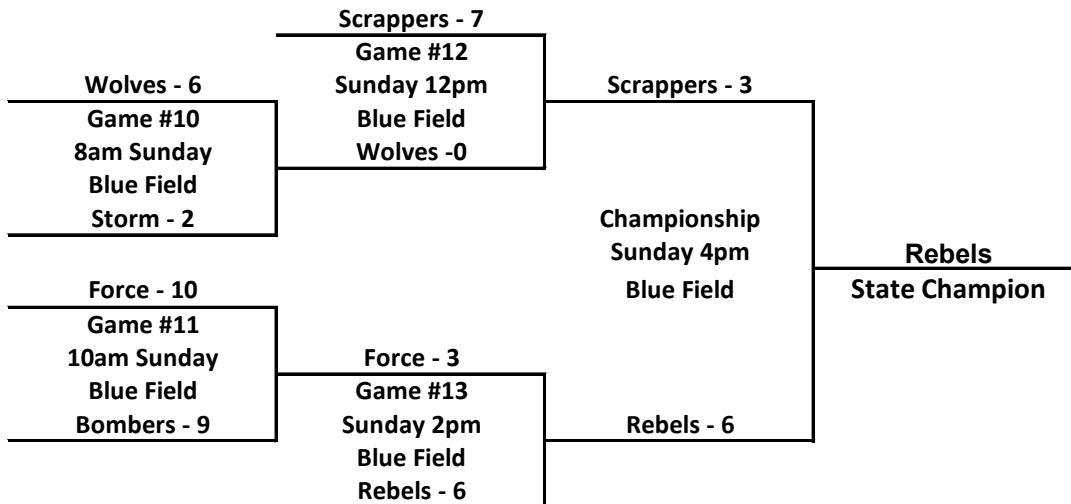 Scrappers - 7
Game #12
Sunday 12pm
Blue Field
Wolves -0
Wolves - 6
Game #10
8am Sunday
Blue Field
Storm - 2
Scrappers - 3
Championship
Sunday 4pm
Blue Field
Rebels
State Champion
Force - 10
Game #11
10am Sunday
Blue Field
Bombers - 9
Force - 3
Game #13
Sunday 2pm
Blue Field
Rebels - 6
Rebels - 6